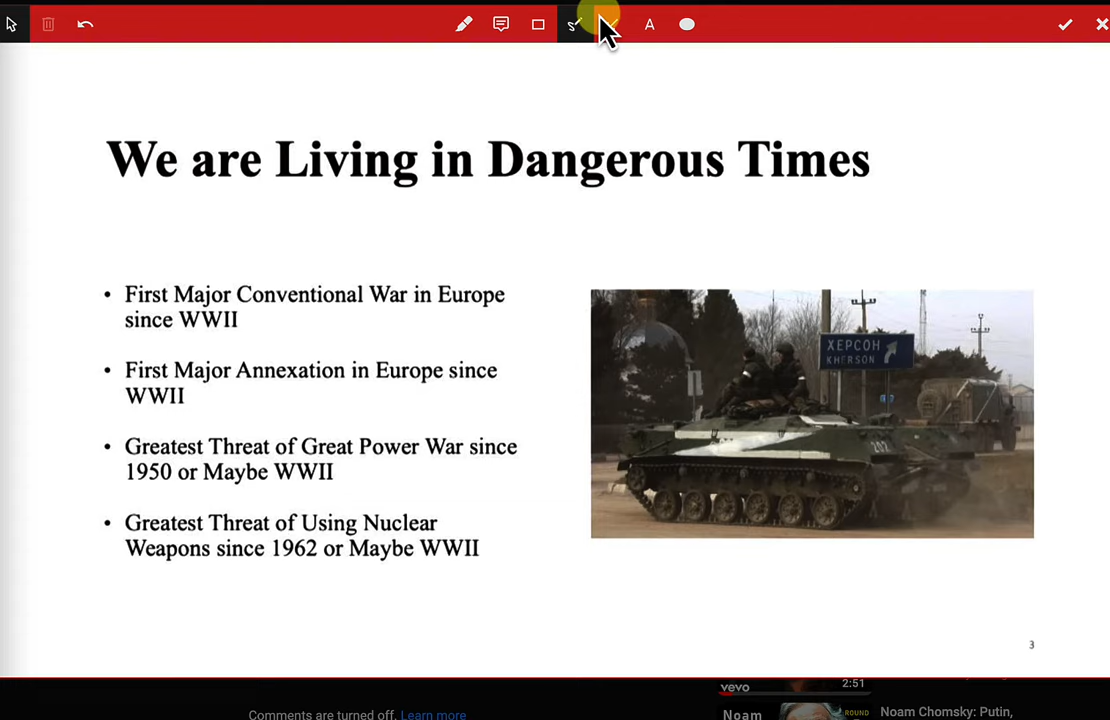 A
We are Living in Dangerous Times
• First Major Conventional War in Europe
since WWII
• First Major Annexation in Europe since
WWII
• Greatest Threat of Great Power War since
1950 or Maybe WWII
• Greatest Threat of Using Nuclear
Weapons since 1962 or Maybe WWII
ХЕРСОН
KHERSON
3
vevo
2:51
Comments are turned off. Learn more
Noam
ROUND
Noam Chomsky: Putin,